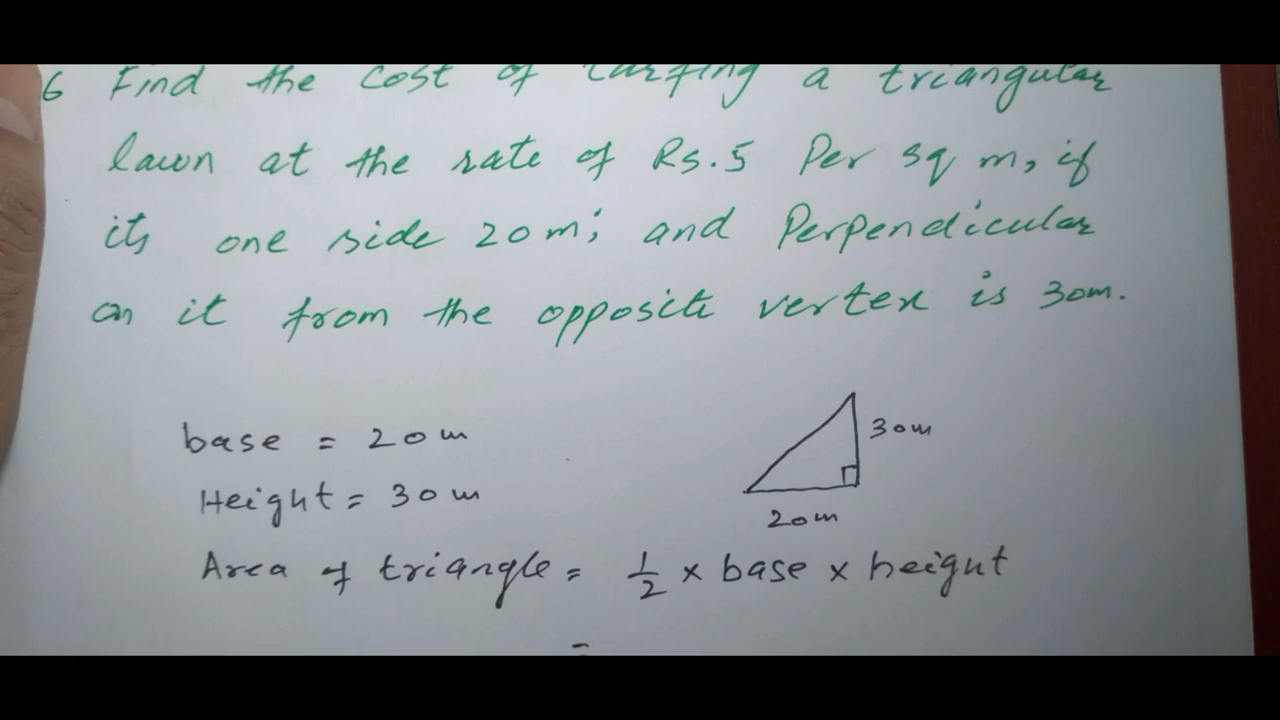 6 Find the cost of turfing a triangular
lawn at the rate of Rs.5 Per sq m, if
its one side 20m; and Perpendicular
on it from the opposite vertex is 30m.
base = 20m
Height = 30m
30m
20m
Area of triangle = 1/2 × base × height
=